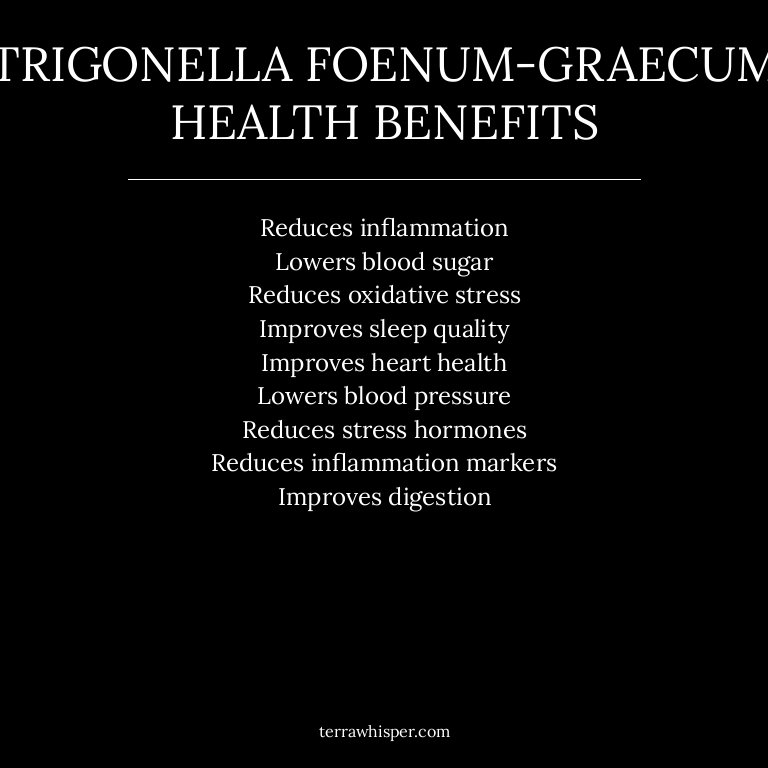 TRIGONELLA FOENUM-GRAECUM
HEALTH BENEFITS
Reduces inflammation
Lowers blood sugar
Reduces oxidative stress
Improves sleep quality
Improves heart health
Lowers blood pressure
Reduces stress hormones
Reduces inflammation markers
Improves digestion
terrawhisper.com